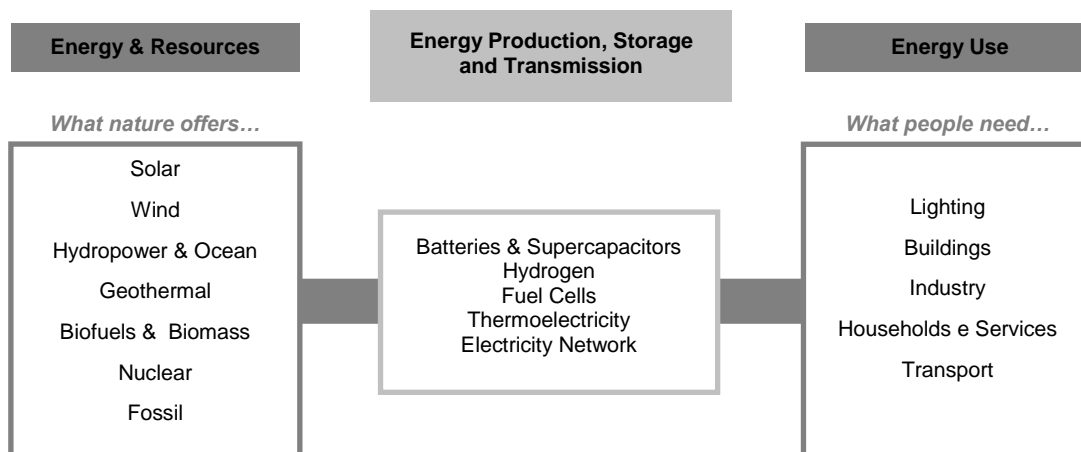 Energy & Resources
What nature offers…
Solar
Wind
Hydropower & Ocean
Geothermal
Biofuels & Biomass
Nuclear
Fossil
Energy Production, Storage
and Transmission
Batteries & Supercapacitors
Hydrogen
Fuel Cells
Thermoelectricity
Electricity Network
Energy Use
What people need…
Lighting
Buildings
Industry
Households e Services
Transport